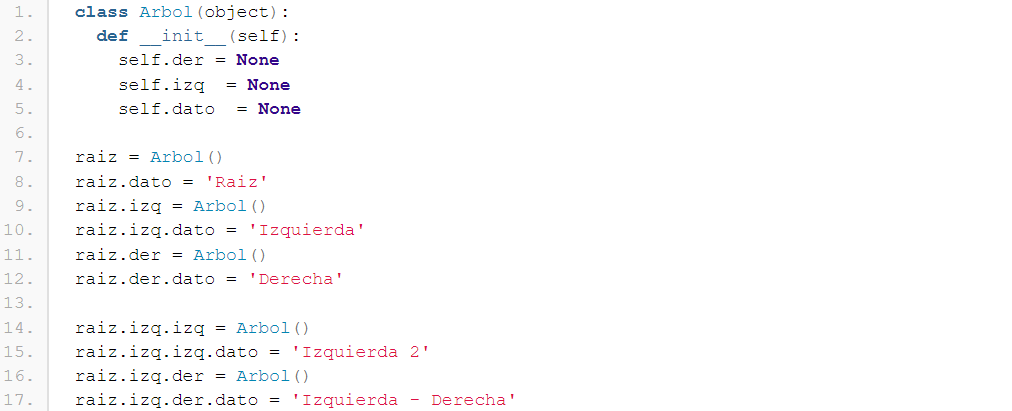 1. class Arbol(object):
2.   def __init__(self):
3.     self.der = None
4.     self.izq  = None
5.     self.dato  = None
6.
7. raiz = Arbol()
8. raiz.dato = 'Raiz'
9. raiz.izq = Arbol()
10. raiz.izq.dato = 'Izquierda'
11. raiz.der = Arbol()
12. raiz.der.dato = 'Derecha'
13.
14. raiz.izq.izq = Arbol()
15. raiz.izq.izq.dato = 'Izquierda 2'
16. raiz.izq.der = Arbol()
17. raiz.izq.der.dato = 'Izquierda - Derecha'